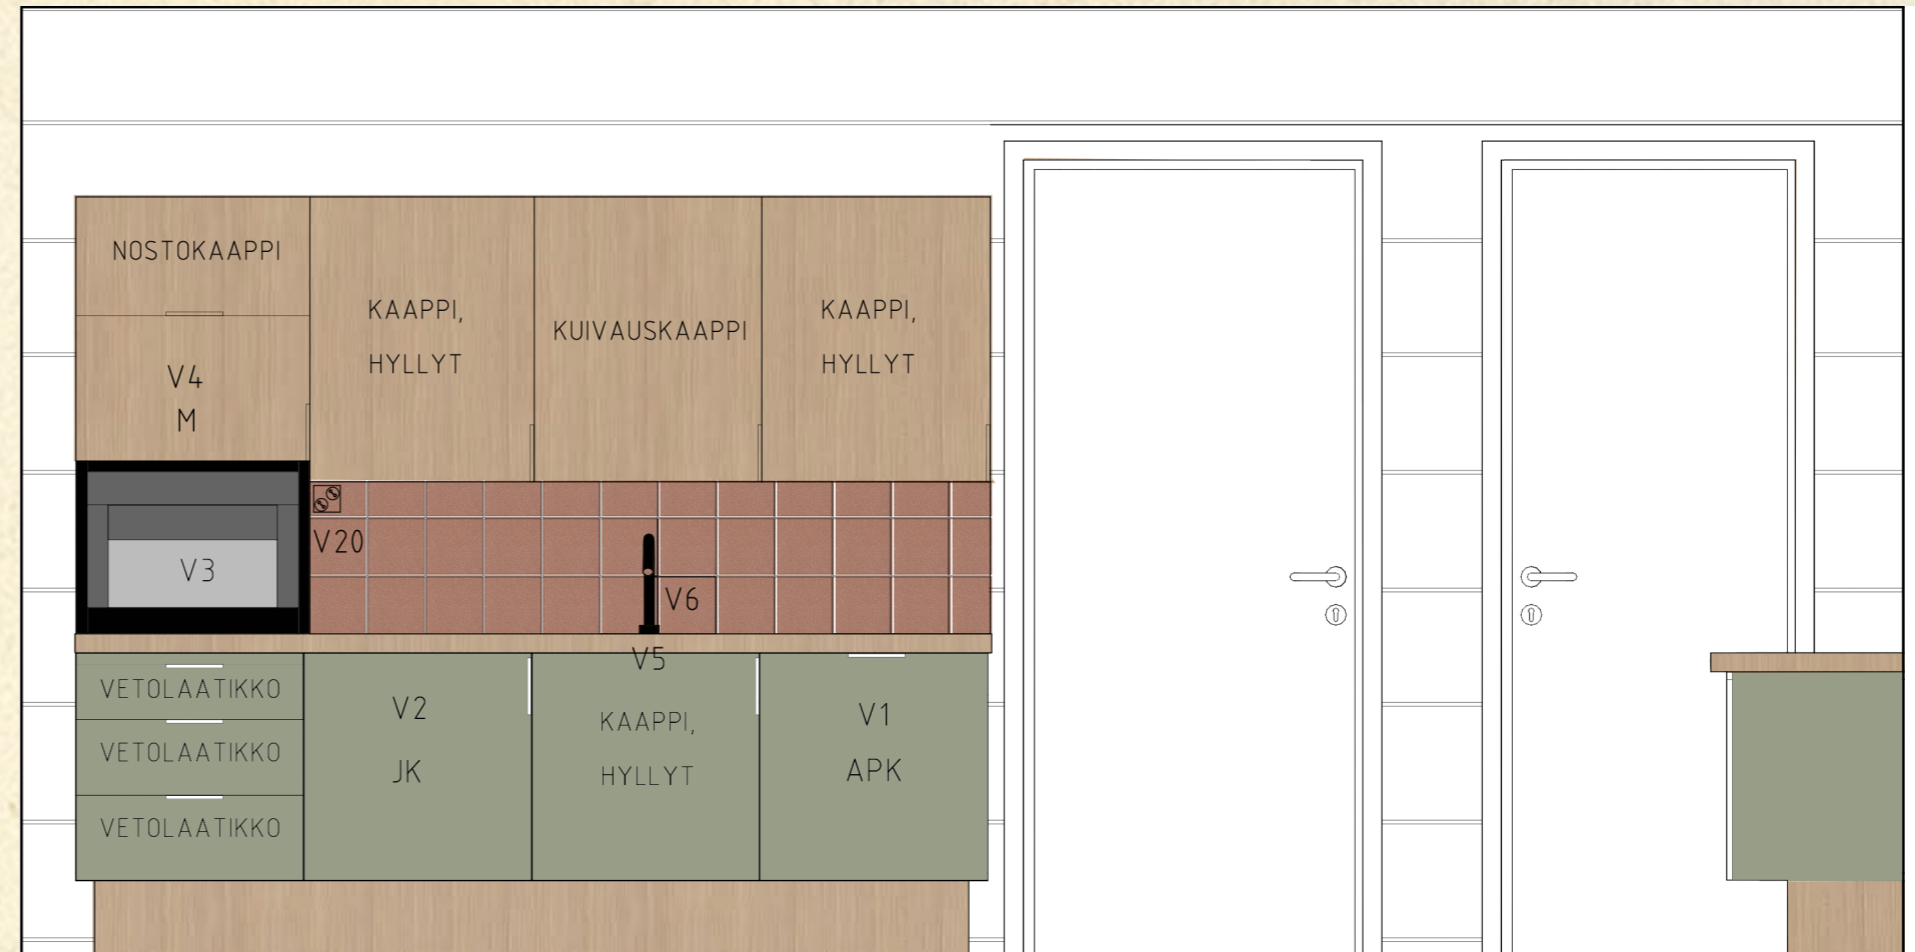 NOSTOKAAPPI
V4
M
KAAPPI,
HYLLYT
KUIVAUSKAAPPI
KAAPPI,
HYLLYT
V3
V20
V6
VETOLAATIKKO
VETOLAATIKKO
VETOLAATIKKO
V2
JK
V5
KAAPPI,
HYLLYT
V1
APK